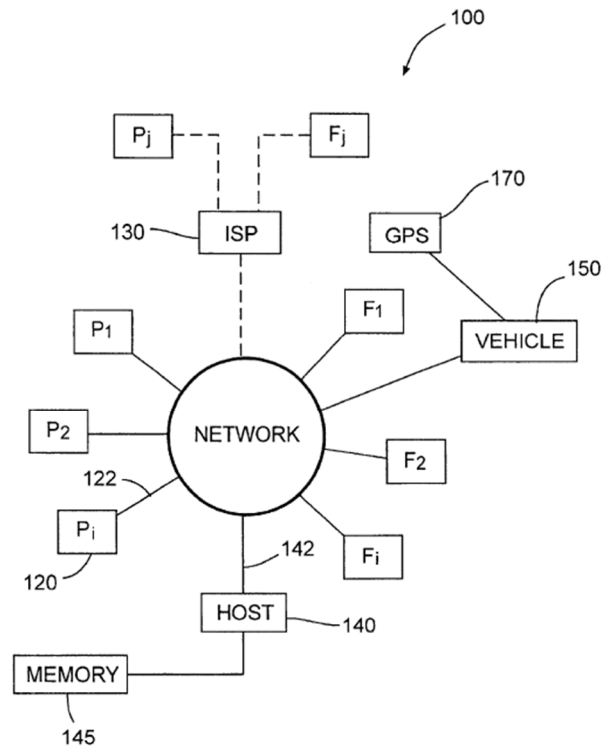 100
Pj
Fj
170
130
ISP
GPS
150
P1
F1
VEHICLE
P2
NETWORK
F2
122
Pi
Fi
120
142
HOST
140
MEMORY
145